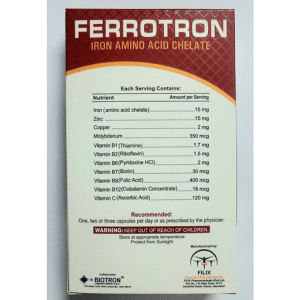 FERROTRON
IRON AMINO ACID CHELATE
Each Serving Contains:
Nutrient Amount per Serving
Iron (amino acid chelate) 15 mg
Zinc 15 mg
Copper 2 mg
Molybdenum 350 mcg
Vitamin B1 (Thiamine) 1.7 mg
Vitamin B2 (Riboflavin) 1.5 mg
Vitamin B6 (Pyridoxine HCl) 2 mg
Vitamin B7 (Biotin) 30 mcg
Vitamin B9 (Folic Acid) 400 mcg
Vitamin B12 (Cobalamin Concentrate) 18 mcg
Vitamin C (Ascorbic Acid) 120 mg
Recommended:
One, two or three capsules per day or as prescribed by the physician.
WARNING: KEEP OUT OF REACH OF CHILDREN.
Store at appropriate temperature
Protect from Sunlight
Manufactured by:
FILIX
BIOTRON